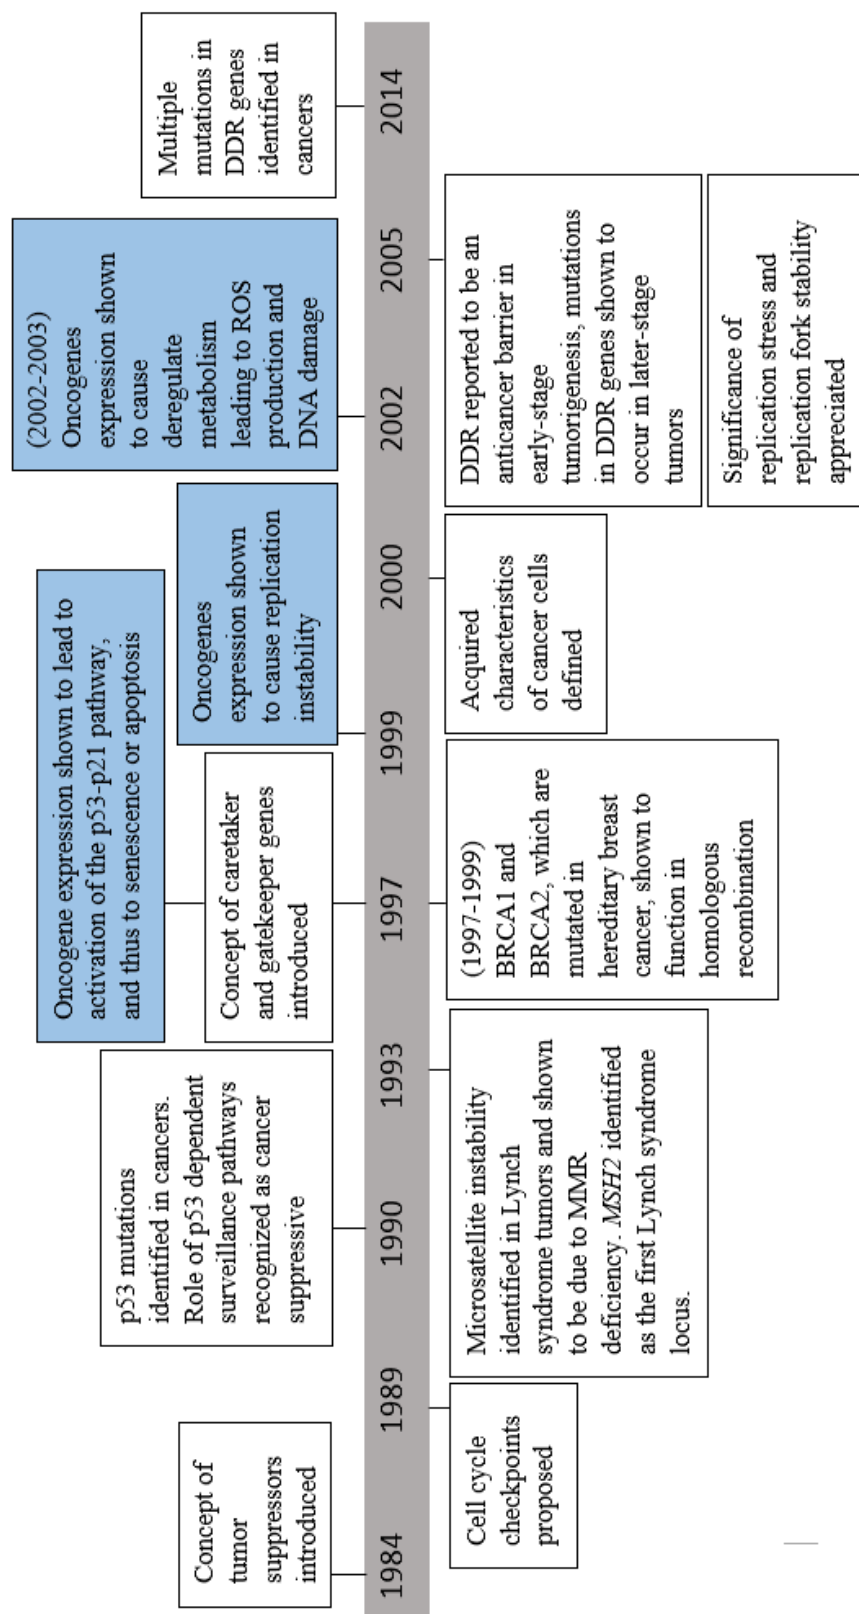 Concept of
tumor
suppressors
introduced
p53 mutations
identified in cancers.
Role of p53 dependent
surveillance pathways
recognized as cancer
suppressive
Oncogene expression shown to lead to
activation of the p53-p21 pathway,
and thus to senescence or apoptosis
Concept of caretaker
and gatekeeper genes
introduced
Oncogenes
expression shown
to cause replication
instability
(2002-2003)
Oncogenes
expression shown
to cause
deregulate
metabolism
leading to ROS
production and
DNA damage
Multiple
mutations in
DDR genes
identified in
cancers
1984
1989
1990
1993
1997
1999
2000
2002
2005
2014
Cell cycle
checkpoints
proposed
Microsatellite instability
identified in Lynch
syndrome tumors and shown
to be due to MMR
deficiency. MSH2 identified
as the first Lynch syndrome
locus.
(1997-1999)
BRCA1 and
BRCA2, which are
mutated in
hereditary breast
cancer, shown to
function in
homologous
recombination
Acquired
characteristics
of cancer cells
defined
DDR reported to be an
anticancer barrier in
early-stage
tumorigenesis, mutations
in DDR genes shown to
occur in later-stage
tumors
Significance of
replication stress and
replication fork stability
appreciated